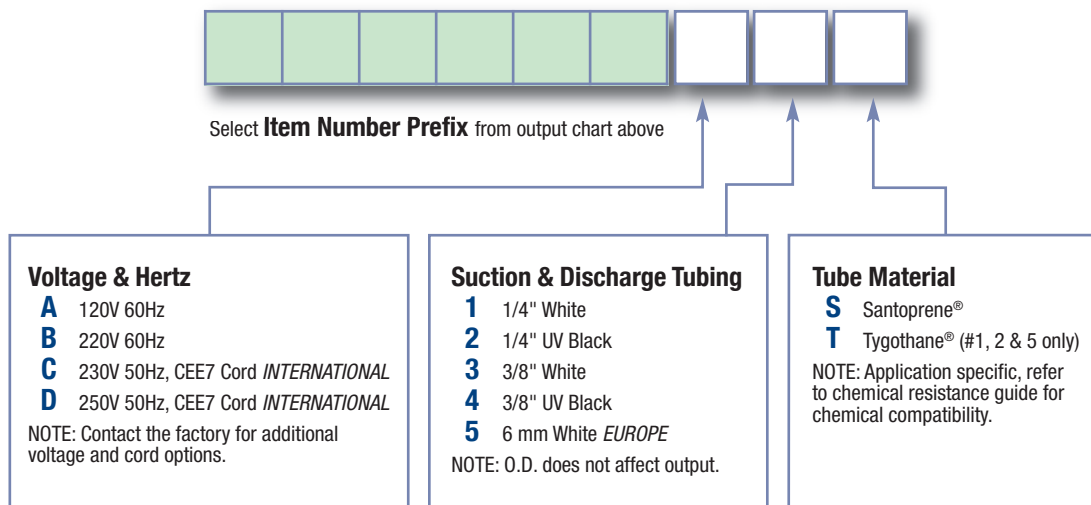 Select Item Number Prefix from output chart above
Voltage & Hertz
A 120V 60Hz
B 220V 60Hz
C 230V 50Hz, CEE7 Cord INTERNATIONAL
D 250V 50Hz, CEE7 Cord INTERNATIONAL
NOTE: Contact the factory for additional
voltage and cord options.
Suction & Discharge Tubing
1 1/4" White
2 1/4" UV Black
3 3/8" White
4 3/8" UV Black
5 6 mm White EUROPE
NOTE: O.D. does not affect output.
Tube Material
S Santoprene®
T Tygothane® (#1, 2 & 5 only)
NOTE: Application specific, refer
to chemical resistance guide for
chemical compatibility.